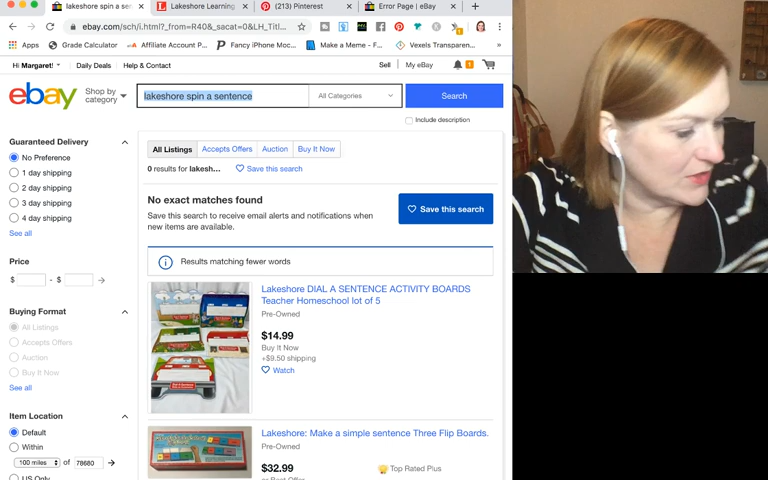 lakeshore spin a sen
Lakeshore Learning
(213) Pinterest
Error Page | eBay
ebay.com/sch/i.html?_from=R40&_sacat=0&LH_Titl...
Apps
Grade Calculator
Affiliate Account P...
Fancy iPhone Moc...
Make a Meme - F...
Vexels Transparen...
Hi Margaret!
Daily Deals
Help & Contact
Sell
My eBay
1
ebay
Shop by
category
lakeshore spin a sentence
All Categories
Search
Include description
Guaranteed Delivery
No Preference
1 day shipping
2 day shipping
3 day shipping
4 day shipping
See all
Price
$ - $
Buying Format
All Listings
Accepts Offers
Auction
Buy It Now
See all
Item Location
Default
Within
100 miles of 78680
US Only
All Listings
Accepts Offers
Auction
Buy It Now
0 results for lakesh...
Save this search
No exact matches found
Save this search to receive email alerts and notifications when
new items are available.
Save this search
Results matching fewer words
Lakeshore DIAL A SENTENCE ACTIVITY BOARDS
Teacher Homeschool lot of 5
Pre-Owned
$14.99
Buy It Now
+$9.50 shipping
Watch
Lakeshore: Make a simple sentence Three Flip Boards.
Pre-Owned
$32.99
Top Rated Plus
or Best Offer